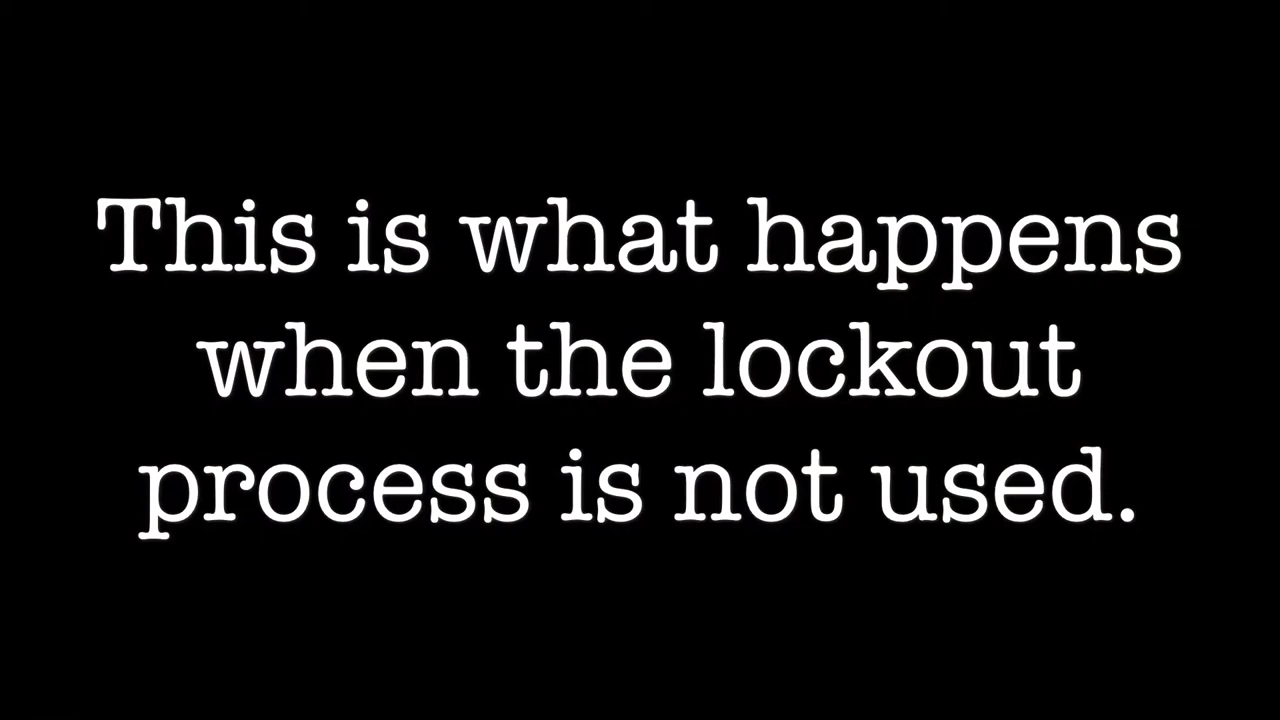 This is what happens
when the lockout
process is not used.